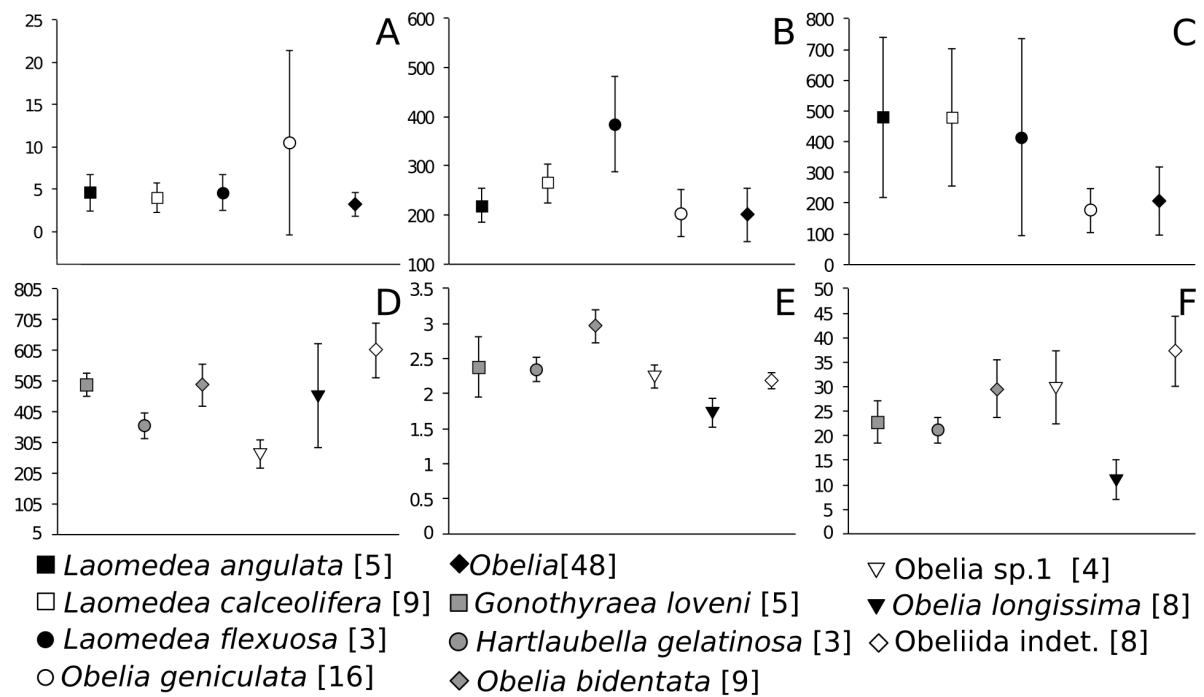 A
25
20
15
10
5
0
B
600
500
400
300
200
100
C
800
700
600
500
400
300
200
100
0
D
805
705
605
505
405
305
205
105
5
E
3.5
3
2.5
2
1.5
1
0.5
0
F
50
45
40
35
30
25
20
15
10
5
0
Laomedea angulata [5]
Laomedea calceolifera [9]
Laomedea flexuosa [3]
Obelia geniculata [16]
Obelia[48]
Gonothyraea loveni [5]
Hartlaubella gelatinosa [3]
Obelia bidentata [9]
Obelia sp.1 [4]
Obelia longissima [8]
Obeliida indet. [8]